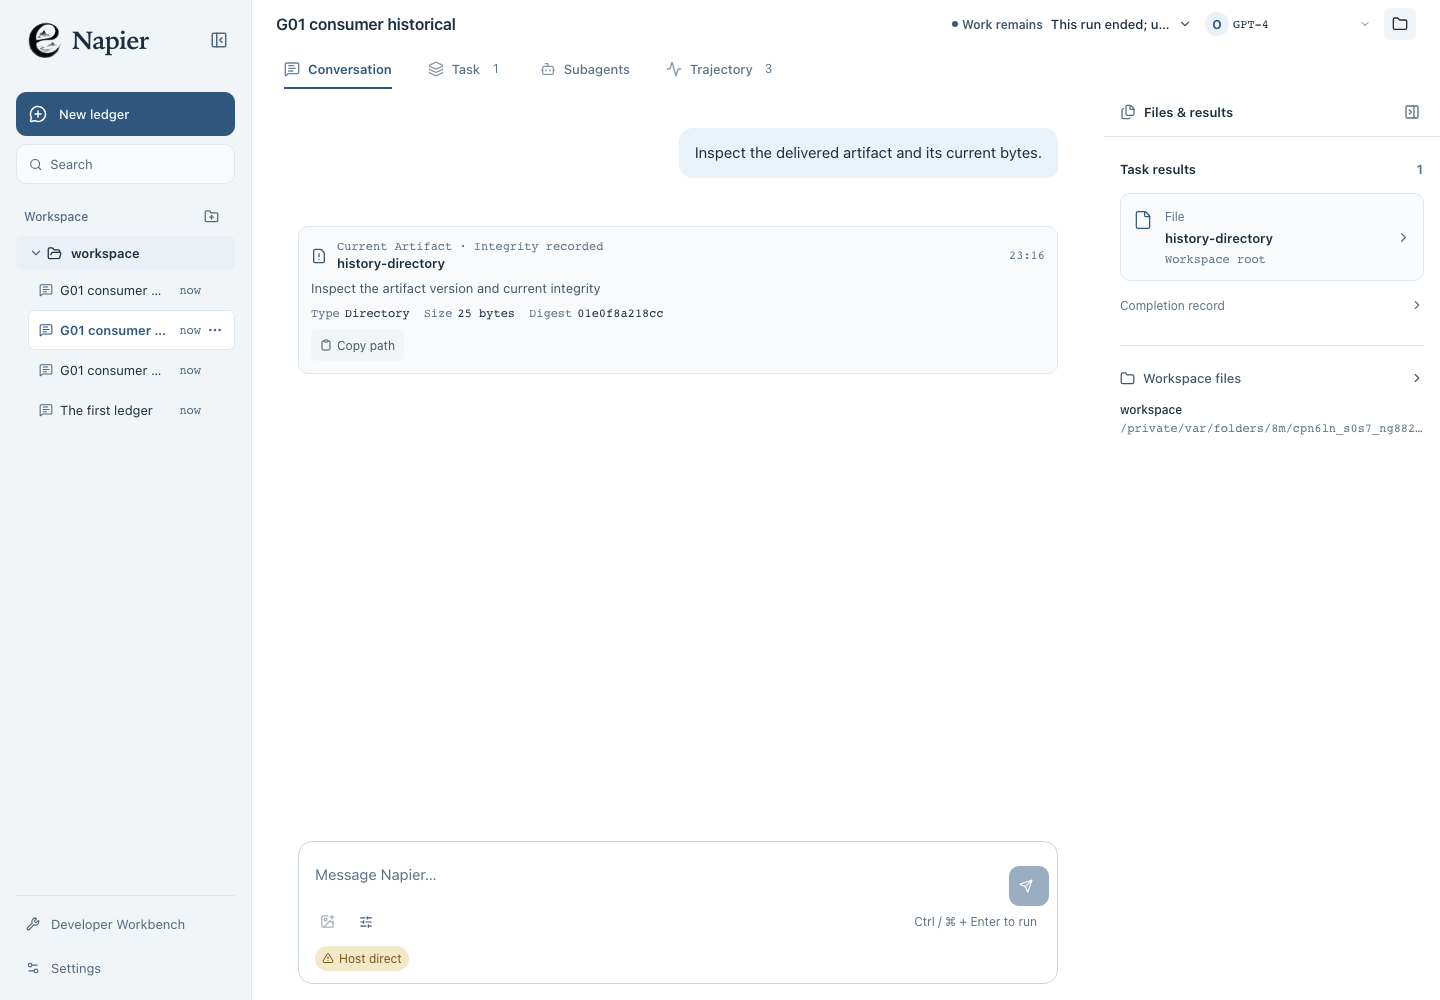 Napier
New ledger
Search
Workspace
workspace
G01 consumer ... now
G01 consumer ... now
G01 consumer ... now
The first ledger now
Developer Workbench
Settings
G01 consumer historical
Work remains This run ended; u... O GPT-4
Conversation Task 1 Subagents Trajectory 3
Inspect the delivered artifact and its current bytes.
Current Artifact · Integrity recorded
history-directory
23:16
Inspect the artifact version and current integrity
Type Directory Size 25 bytes Digest 01e0f8a218cc
Copy path
Message Napier...
Ctrl / ⌘ + Enter to run
Host direct
Files & results
Task results 1
File
history-directory
Workspace root
Completion record
Workspace files
workspace
/private/var/folders/8m/cpn6ln_s0s7_ng882...